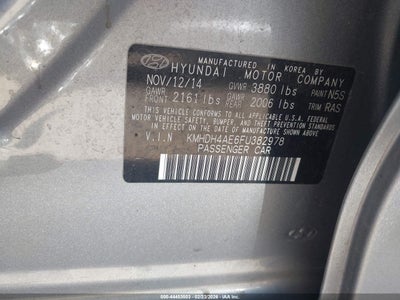 MANUFACTURED IN KOREA BY
HYUNDAI MOTOR COMPANY
NOV/12/14 GVWR 3880 lbs PAINT N5S
GAWR FRONT 2161 lbs GAWR REAR 2006 lbs TRIM RAS
THIS VEHICLE CONFORMS TO ALL APPLICABLE U.S.A. FEDERAL
MOTOR VEHICLE SAFETY, BUMPER, AND THEFT PREVENTION
STANDARDS IN EFFECT ON THE DATE OF MANUFACTURE
SHOWN ABOVE.
V.I.N KMHDH4AE6FU382978
PASSENGER CAR